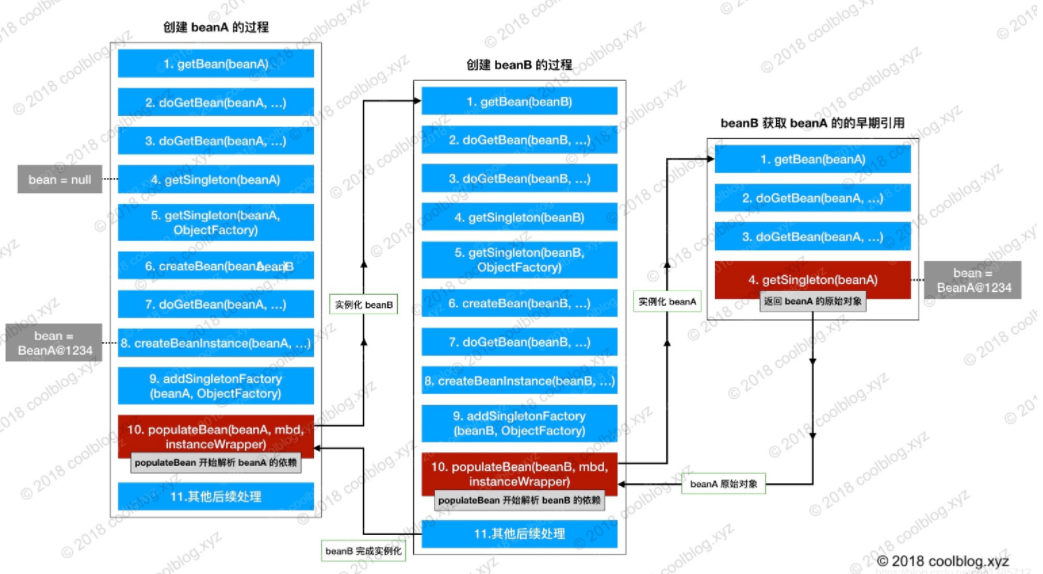 创建 beanA 的过程
1. getBean(beanA)
2. doGetBean(beanA, ...)
3. doGetBean(beanA, ...)
bean = null
4. getSingleton(beanA)
5. getSingleton(beanA,
ObjectFactory)
6. createBean(beanA,
beanB
7. doGetBean(beanA, ...)
bean =
BeanA@1234
8. createBeanInstance(beanA, ...)
9. addSingletonFactory
(beanA, ObjectFactory)
10. populateBean(beanA, mbd,
instanceWrapper)
populateBean 开始解析 beanA 的依赖
11.其他后续处理
实例化 beanB
创建 beanB 的过程
1. getBean(beanB)
2. doGetBean(beanB, ...)
3. doGetBean(beanB, ...)
4. getSingleton(beanB)
5. getSingleton(beanB,
ObjectFactory)
6. createBean(beanB, ...)
7. doGetBean(beanB, ...)
8. createBeanInstance(beanB, ...)
9. addSingletonFactory
(beanB, ObjectFactory)
10. populateBean(beanB, mbd,
instanceWrapper)
populateBean 开始解析 beanB 的依赖
11.其他后续处理
beanB 完成实例化
实例化 beanA
beanB 获取 beanA 的的早期引用
1. getBean(beanA)
2. doGetBean(beanA, ...)
3. doGetBean(beanA, ...)
4. getSingleton(beanA)
返回 beanA 的原始对象
bean =
BeanA@1234
beanA 原始对象
© 2018 coolblog.xyz